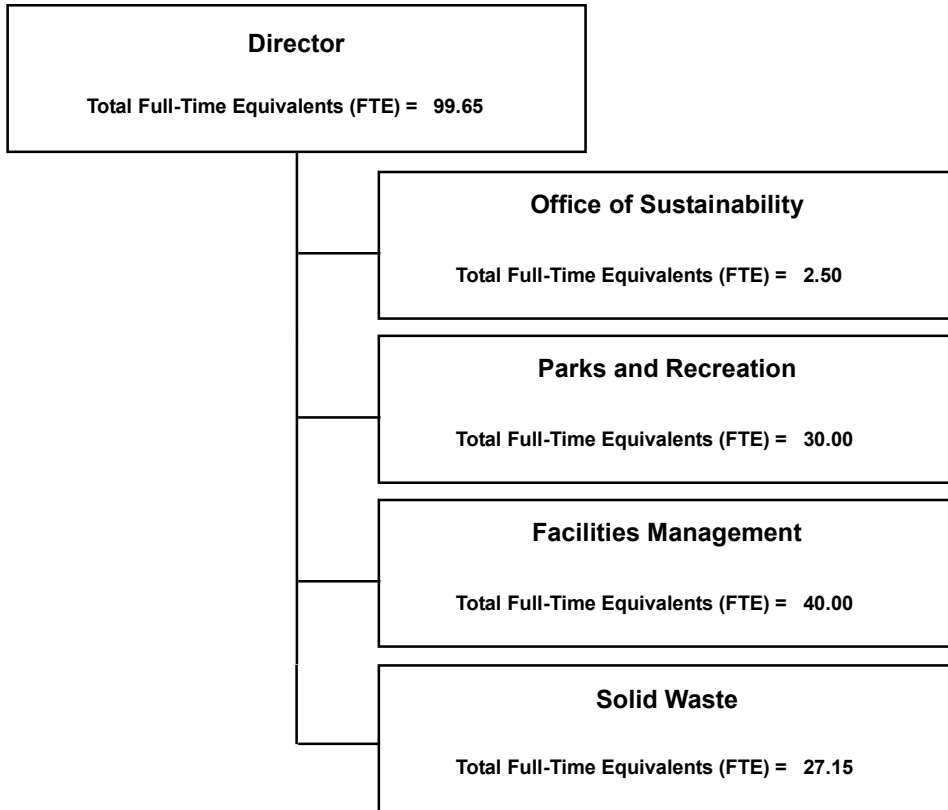 Director
Total Full-Time Equivalents (FTE) = 99.65
Office of Sustainability
Total Full-Time Equivalents (FTE) = 2.50
Parks and Recreation
Total Full-Time Equivalents (FTE) = 30.00
Facilities Management
Total Full-Time Equivalents (FTE) = 40.00
Solid Waste
Total Full-Time Equivalents (FTE) = 27.15